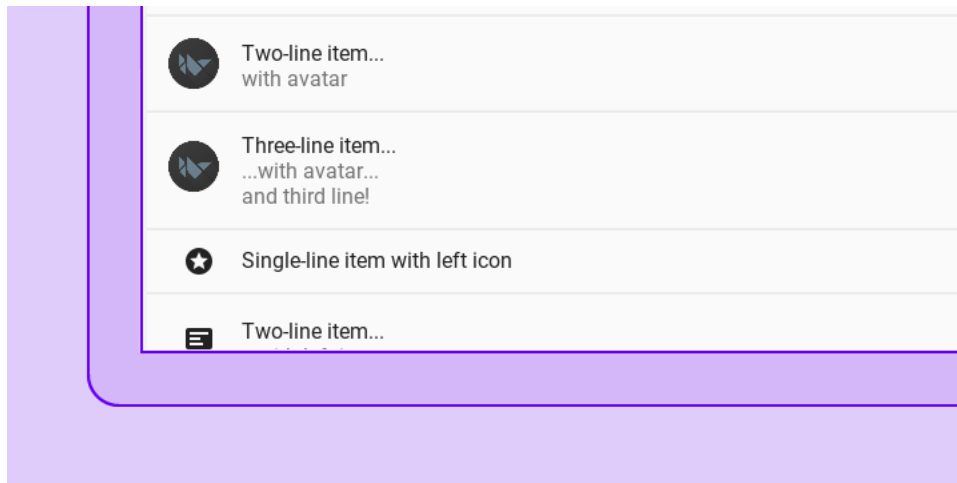 Two-line item...
with avatar
Three-line item...
...with avatar...
and third line!
Single-line item with left icon
Two-line item...